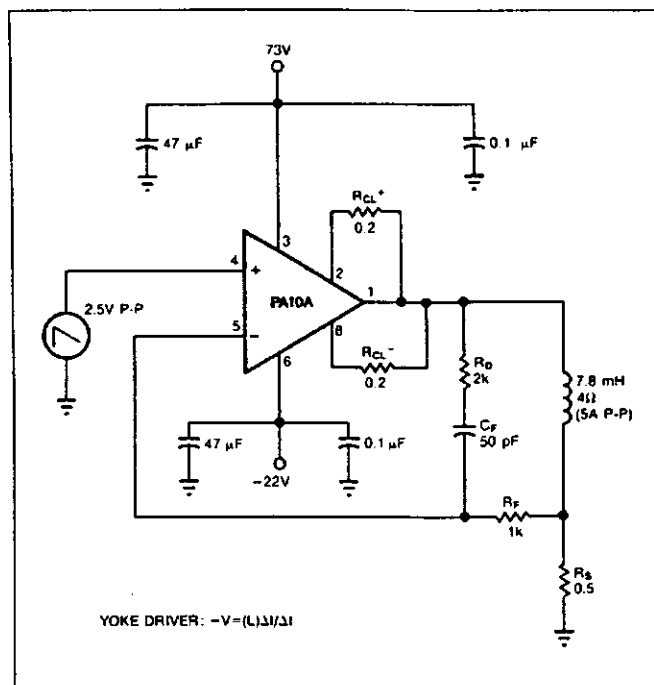 73V
47 μF
0.1 μF
RCL+
0.2
3
4
+
2
1
PA10A
2.5V P-P
5
-
8
6
RCL-
0.2
RD
2k
7.8 mH
4Ω
(5A P-P)
47 μF
0.1 μF
CF
50 pF
-22V
RF
1k
RS
0.5
YOKE DRIVER: -V=(L)ΔI/ΔI